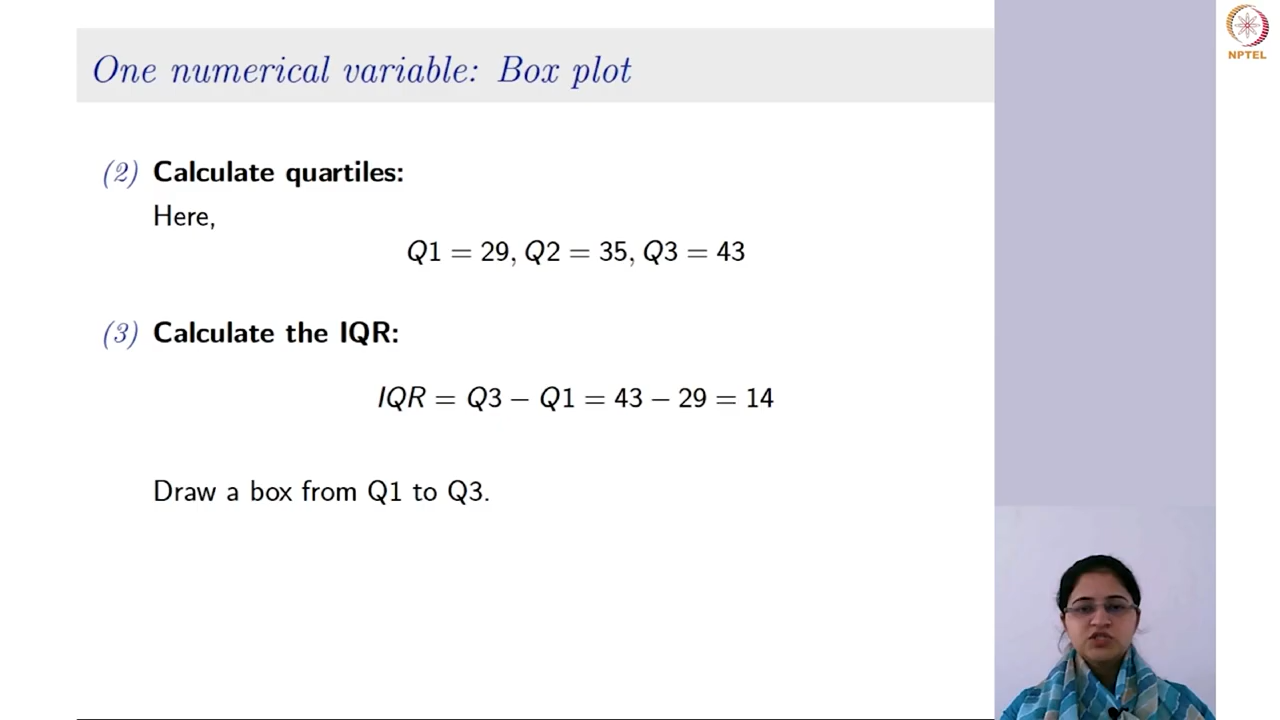 One numerical variable: Box plot
NPTEL
(2) Calculate quartiles:
Here,
Q1 = 29, Q2 = 35, Q3 = 43
(3) Calculate the IQR:
IQR = Q3 − Q1 = 43 − 29 = 14
Draw a box from Q1 to Q3.